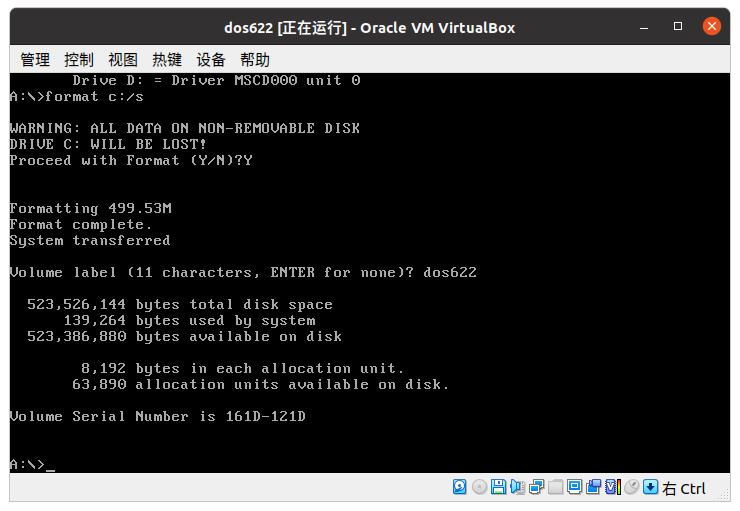 dos622 [正在运行] - Oracle VM VirtualBox
管理 控制 视图 热键 设备 帮助
Drive D: = Driver MSCD000 unit 0
A:\>format c:/s
WARNING: ALL DATA ON NON-REMOVABLE DISK
DRIVE C: WILL BE LOST!
Proceed with Format (Y/N)?Y
Formatting 499.53M
Format complete.
System transferred
Volume label (11 characters, ENTER for none)? dos622
523,526,144 bytes total disk space
139,264 bytes used by system
523,386,880 bytes available on disk
8,192 bytes in each allocation unit.
63,890 allocation units available on disk.
Volume Serial Number is 161D-121D
A:\>_
右 Ctrl